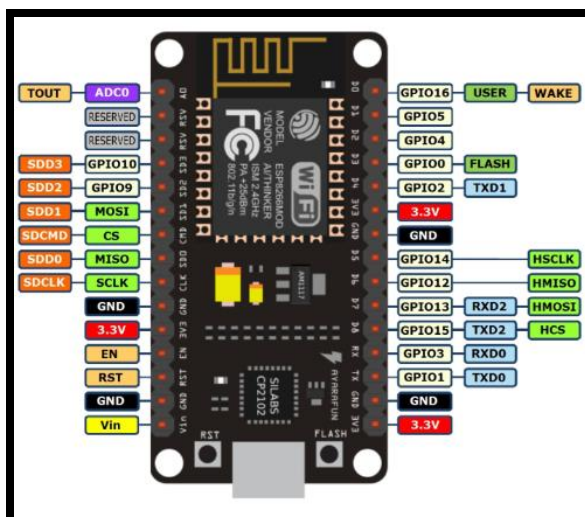 TOUT ADC0 A0 D0 GPIO16 USER WAKE
RESERVED RSV D1 GPIO5
RESERVED RSV D2 GPIO4
SDD3 GPIO10 SD3 D3 GPIO0 FLASH
SDD2 GPIO9 SD2 D4 GPIO2 TXD1
SDD1 MOSI SD1 3V3 3.3V
SDCMD CS CMD GND GND
SDD0 MISO SD0 D5 GPIO14 HSCLK
SDCLK SCLK CLK D6 GPIO12 HMISO
GND GND D7 GPIO13 RXD2 HMOSI
3.3V 3V3 D8 GPIO15 TXD2 HCS
EN EN RX GPIO3 RXD0
RST RST TX GPIO1 TXD0
GND GND GND GND
Vin Vin 3V3 3.3V
MODEL ESP8266MOD
VENDOR AI/THINKER
ISM 2.4GHz
PA +25dBm
802.11b/g/n
FC
Wi Fi
AM1117
SILABS
CP2102
AYARAFUN
RST FLASH